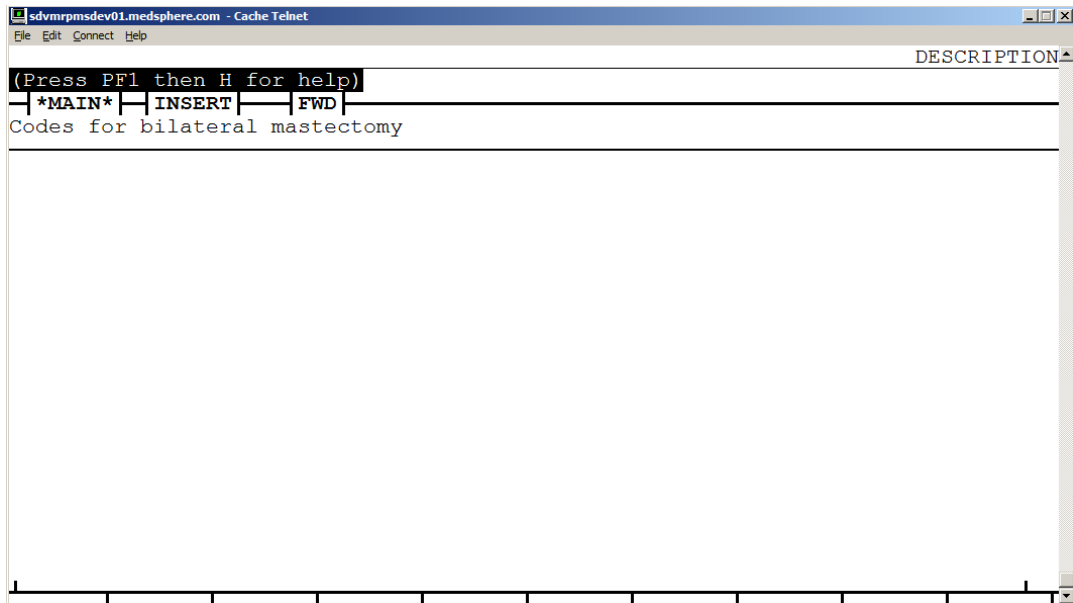 sdvmrpmsdev01.medsphere.com - Cache Telnet
File Edit Connect Help
DESCRIPTION
(Press PF1 then H for help)
*MAIN* INSERT FWD
Codes for bilateral mastectomy